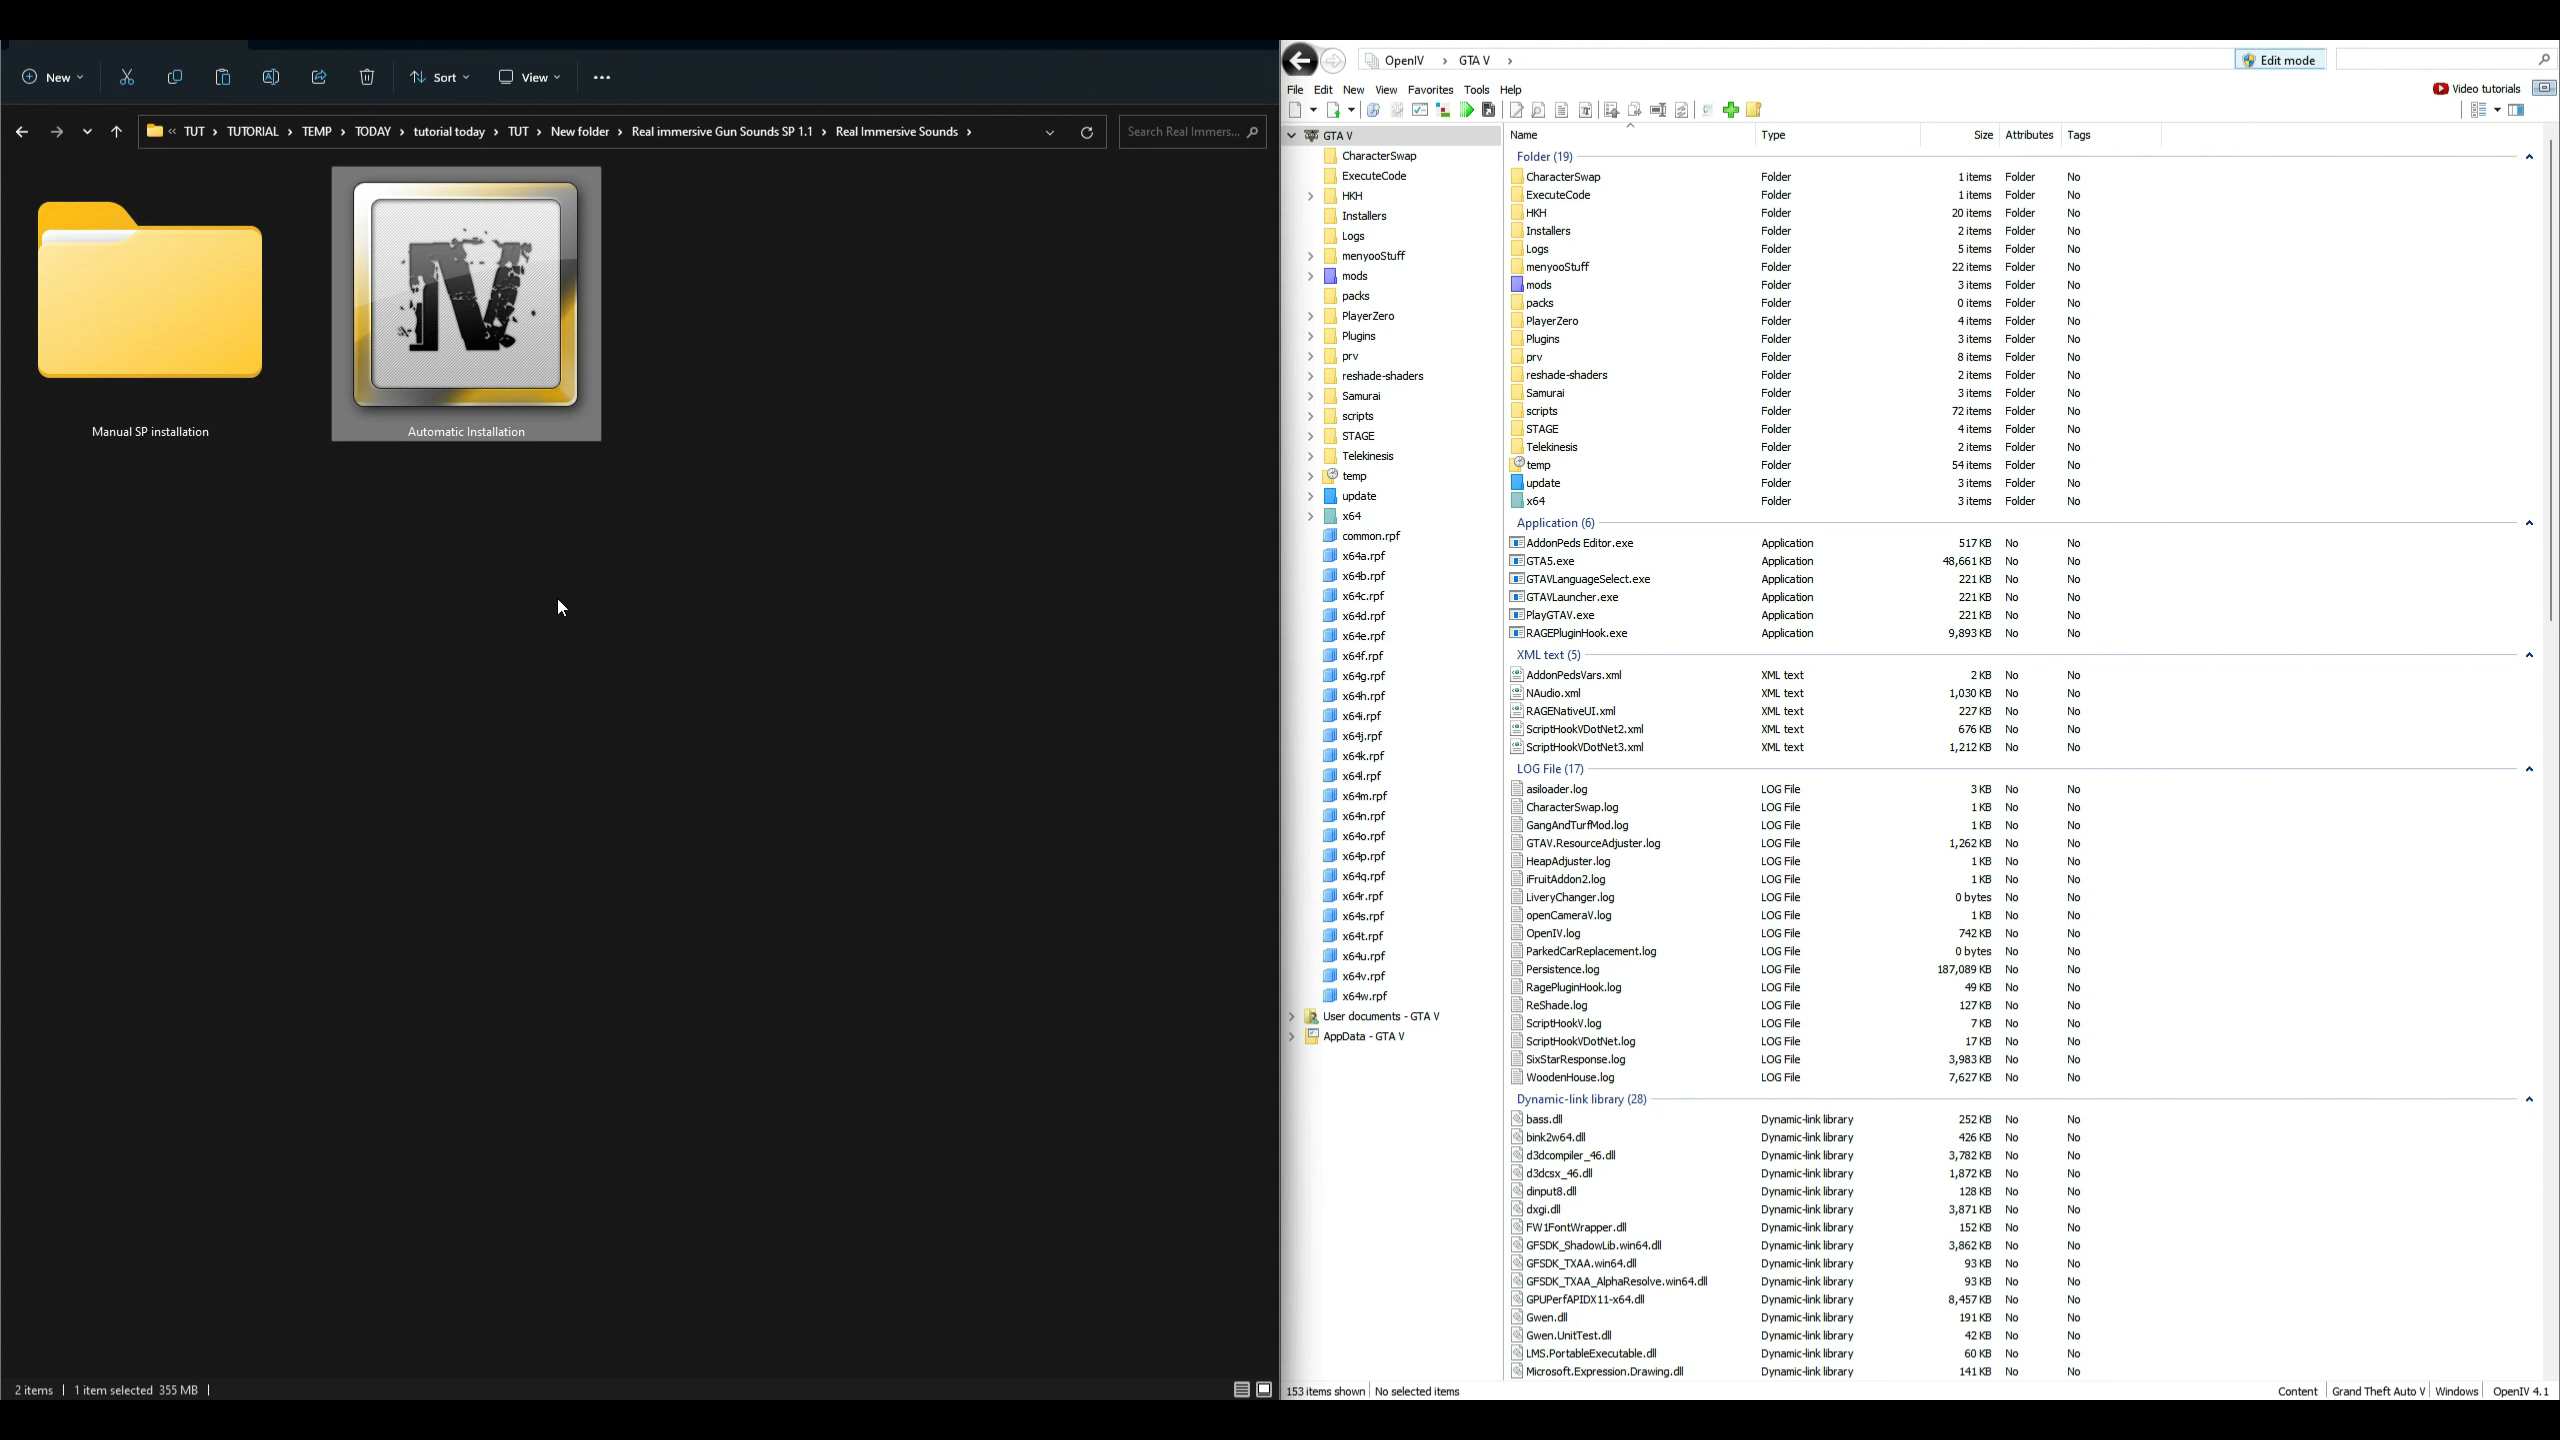 New
Sort
View
TUT
TUTORIAL
TEMP
TODAY
tutorial today
TUT
New folder
Real immersive Gun Sounds SP 1.1
Real Immersive Sounds
Search Real Immers...
Manual SP installation
Automatic Installation
2 items
1 item selected 355 MB
OpenIV
GTA V
Edit mode
File Edit New View Favorites Tools Help
Video tutorials
GTA V
CharacterSwap
ExecuteCode
HKH
Installers
Logs
menyooStuff
mods
packs
PlayerZero
Plugins
prv
reshade-shaders
Samurai
scripts
STAGE
Telekinesis
temp
update
x64
common.rpf
x64a.rpf
x64b.rpf
x64c.rpf
x64d.rpf
x64e.rpf
x64f.rpf
x64g.rpf
x64h.rpf
x64i.rpf
x64j.rpf
x64k.rpf
x64l.rpf
x64m.rpf
x64n.rpf
x64o.rpf
x64p.rpf
x64q.rpf
x64r.rpf
x64s.rpf
x64t.rpf
x64u.rpf
x64v.rpf
x64w.rpf
User documents - GTA V
AppData - GTA V
Name Type Size Attributes Tags
Folder (19)
CharacterSwap Folder 1 items Folder No
ExecuteCode Folder 1 items Folder No
HKH Folder 20 items Folder No
Installers Folder 2 items Folder No
Logs Folder 5 items Folder No
menyooStuff Folder 22 items Folder No
mods Folder 3 items Folder No
packs Folder 0 items Folder No
PlayerZero Folder 4 items Folder No
Plugins Folder 3 items Folder No
prv Folder 8 items Folder No
reshade-shaders Folder 2 items Folder No
Samurai Folder 3 items Folder No
scripts Folder 72 items Folder No
STAGE Folder 4 items Folder No
Telekinesis Folder 2 items Folder No
temp Folder 54 items Folder No
update Folder 3 items Folder No
x64 Folder 3 items Folder No
Application (6)
AddonPeds Editor.exe Application 517 KB No No
GTA5.exe Application 48,661 KB No No
GTAVLanguageSelect.exe Application 221 KB No No
GTAVLauncher.exe Application 221 KB No No
PlayGTAV.exe Application 221 KB No No
RAGEPluginHook.exe Application 9,893 KB No No
XML text (5)
AddonPedsVars.xml XML text 2 KB No No
NAudio.xml XML text 1,030 KB No No
RAGENativeUI.xml XML text 227 KB No No
ScriptHookVDotNet2.xml XML text 676 KB No No
ScriptHookVDotNet3.xml XML text 1,212 KB No No
LOG File (17)
asiloader.log LOG File 3 KB No No
CharacterSwap.log LOG File 1 KB No No
GangAndTurfMod.log LOG File 1 KB No No
GTAV.ResourceAdjuster.log LOG File 1,262 KB No No
HeapAdjuster.log LOG File 1 KB No No
iFruitAddon2.log LOG File 1 KB No No
LiveryChanger.log LOG File 0 bytes No No
openCameraV.log LOG File 1 KB No No
OpenIV.log LOG File 742 KB No No
ParkedCarReplacement.log LOG File 0 bytes No No
Persistence.log LOG File 187,089 KB No No
RagePluginHook.log LOG File 49 KB No No
ReShade.log LOG File 127 KB No No
ScriptHookV.log LOG File 7 KB No No
ScriptHookVDotNet.log LOG File 17 KB No No
SixStarResponse.log LOG File 3,983 KB No No
WoodenHouse.log LOG File 7,627 KB No No
Dynamic-link library (28)
bass.dll Dynamic-link library 252 KB No No
bink2w64.dll Dynamic-link library 426 KB No No
d3dcompiler_46.dll Dynamic-link library 3,782 KB No No
d3dcsx_46.dll Dynamic-link library 1,872 KB No No
dinput8.dll Dynamic-link library 128 KB No No
dxgi.dll Dynamic-link library 3,871 KB No No
FW1FontWrapper.dll Dynamic-link library 152 KB No No
GFSDK_ShadowLib.win64.dll Dynamic-link library 3,862 KB No No
GFSDK_TXAA.win64.dll Dynamic-link library 93 KB No No
GFSDK_TXAA_AlphaResolve.win64.dll Dynamic-link library 93 KB No No
GPUPerfAPIDX11-x64.dll Dynamic-link library 8,457 KB No No
Gwen.dll Dynamic-link library 191 KB No No
Gwen.UnitTest.dll Dynamic-link library 42 KB No No
LMS.PortableExecutable.dll Dynamic-link library 60 KB No No
Microsoft.Expression.Drawing.dll Dynamic-link library 141 KB No No
153 items shown No selected items
Content Grand Theft Auto V Windows OpenIV 4.1